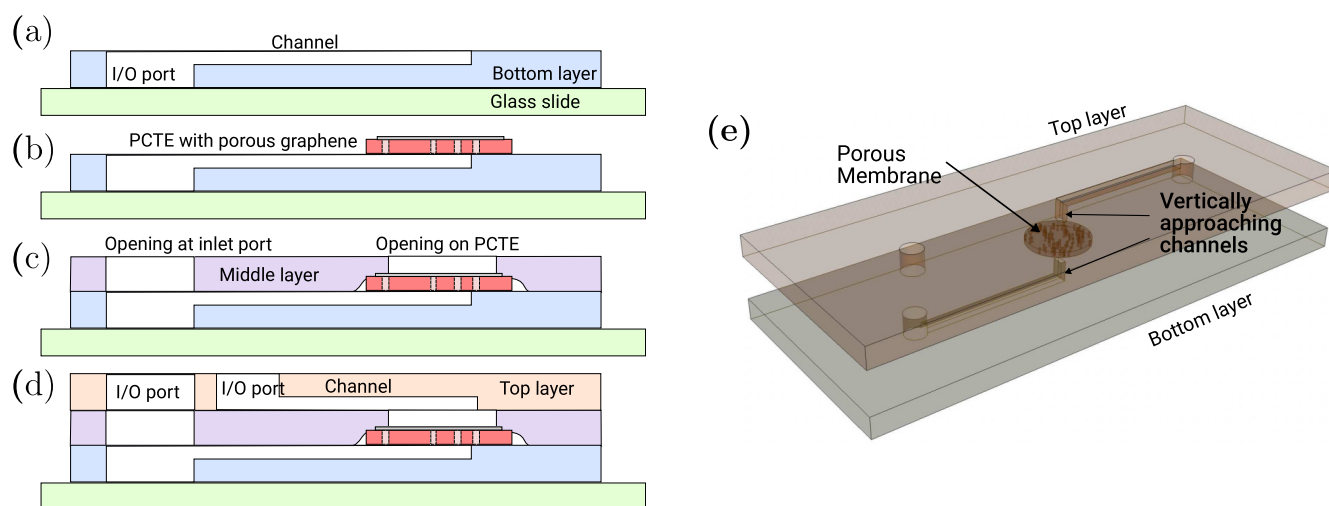 (a)
Channel
I/O port
Bottom layer
Glass slide
(b)
PCTE with porous graphene
(c)
Opening at inlet port
Opening on PCTE
Middle layer
(d)
I/O port
I/O port
Channel
Top layer
(e)
Top layer
Porous
Membrane
Vertically
approaching
channels
Bottom layer